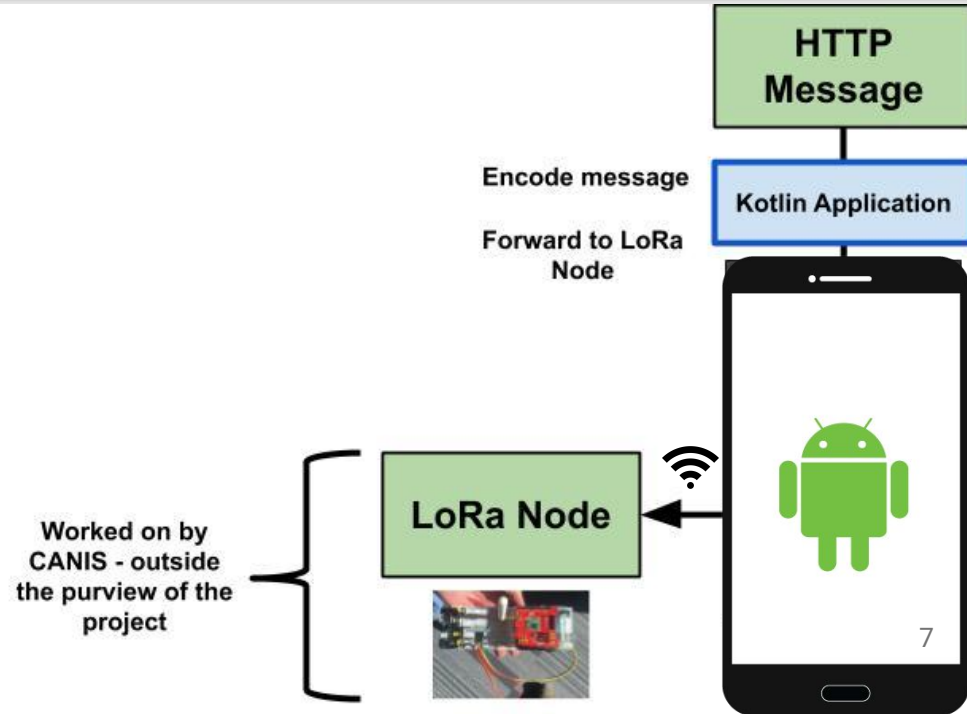 HTTP
Message
Encode message
Kotlin Application
Forward to LoRa
Node
LoRa Node
Worked on by
CANIS - outside
the purview of the
project
7